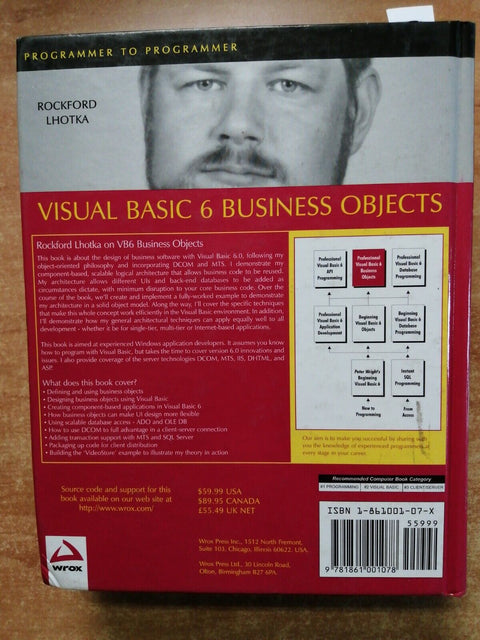 PROGRAMMER TO PROGRAMMER
ROCKFORD
LHOTKA
VISUAL BASIC 6 BUSINESS OBJECTS
Rockford Lhotka on VB6 Business Objects
This book is about the design of business software with Visual Basic 6.0, following my
object-oriented philosophy and incorporating DCOM and MTS. I demonstrate my
component-based, scalable logical architecture that allows business code to be reused.
My architecture allows different UIs and back-end databases to be added as
circumstances dictate, with minimum disruption to your core business code. Over the
course of the book, we'll create and implement a fully-worked example to demonstrate
my architecture in a solid object model. Along the way, I'll cover the specific techniques
that make this whole concept work efficiently in the Visual Basic environment. In addition,
I'll demonstrate how my general architectural techniques can apply equally well to all
development - whether it be for single-tier, multi-tier or Internet-based applications.
This book is aimed at experienced Windows application developers. It assumes you
know how to program with Visual Basic, but takes the time to cover version 6.0 innovations and
issues. I also provide coverage of the server technologies DCOM, MTS, IIS, DHTML, and
ASP.
What does this book cover?
• Defining and using business objects
• Designing business objects using Visual Basic
• Creating component-based applications in Visual Basic 6
• How business objects can make UI design more flexible
• Using scalable database access - ADO and OLE DB
• How to use DCOM to full advantage in a client-server connection
• Adding transaction support with MTS and SQL Server
• Packaging up code for client distribution
• Building the 'VideoStore' example to illustrate my theory in action
Professional
Visual Basic 6
API
Programming
Professional
Visual Basic 6
Business
Objects
Professional
Visual Basic 6
Database
Programming
Professional
Visual Basic 6
Application
Development
Beginning
Visual Basic 6
Objects
Beginning
Visual Basic 6
Database
Programming
Peter Wright's
Beginning
Visual Basic 6
Instant
SQL
Programming
New to
Programming
From
Access
Our aim is to make you successful by sharing with you
the knowledge of experienced programmers at
every stage in your career.
Source code and support for this
book available on our web site at
http://www.wrox.com/
$59.99 USA
$89.95 CANADA
£55.49 UK NET
Recommended Computer Book Category
#1 PROGRAMMING #2 VISUAL BASIC #3 CLIENT/SERVER
ISBN 1-861001-07-X
55999
9 781861 001078
Wrox Press Inc., 1512 North Fremont,
Suite 103, Chicago, Illinois 60622, USA.
Wrox Press Ltd., 30 Lincoln Road,
Olton, Birmingham B27 6PA.
wrox